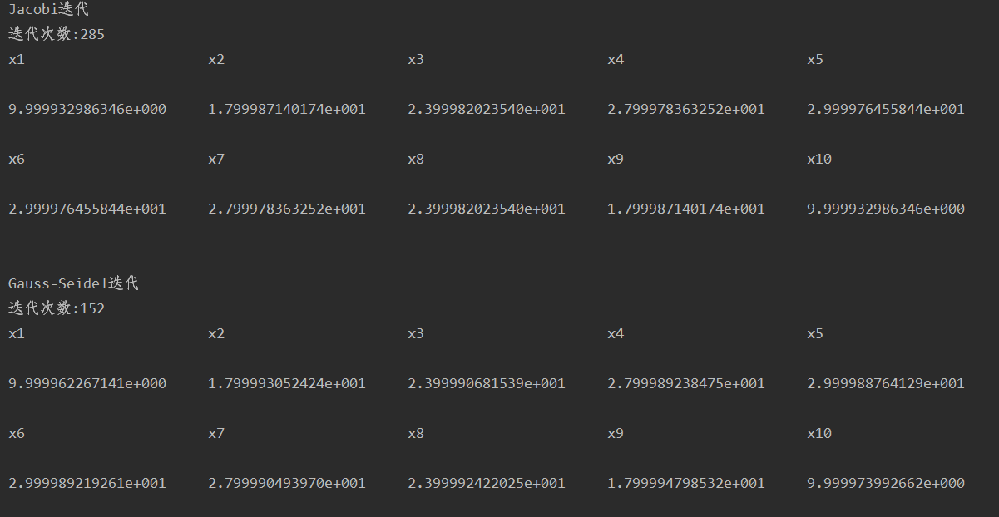 Jacobi迭代
迭代次数:285
x1 x2 x3 x4 x5
9.999932986346e+000 1.799987140174e+001 2.399982023540e+001 2.799978363252e+001 2.999976455844e+001
x6 x7 x8 x9 x10
2.999976455844e+001 2.799978363252e+001 2.399982023540e+001 1.799987140174e+001 9.999932986346e+000
Gauss-Seidel迭代
迭代次数:152
x1 x2 x3 x4 x5
9.999962267141e+000 1.799993052424e+001 2.399990681539e+001 2.799989238475e+001 2.999988764129e+001
x6 x7 x8 x9 x10
2.999989219261e+001 2.799990493970e+001 2.399992422025e+001 1.799994798532e+001 9.999973992662e+000